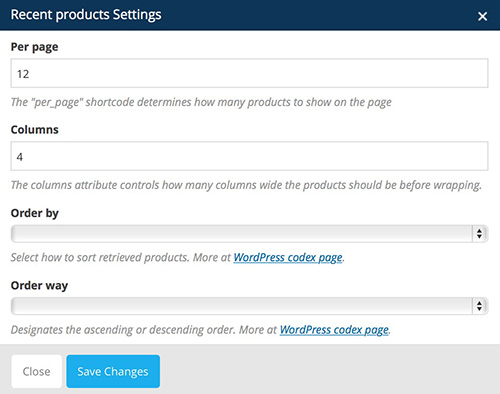 Recent products Settings
Per page
12
The "per_page" shortcode determines how many products to show on the page
Columns
4
The columns attribute controls how many columns wide the products should be before wrapping.
Order by
Select how to sort retrieved products. More at WordPress codex page.
Order way
Designates the ascending or descending order. More at WordPress codex page.
Close Save Changes